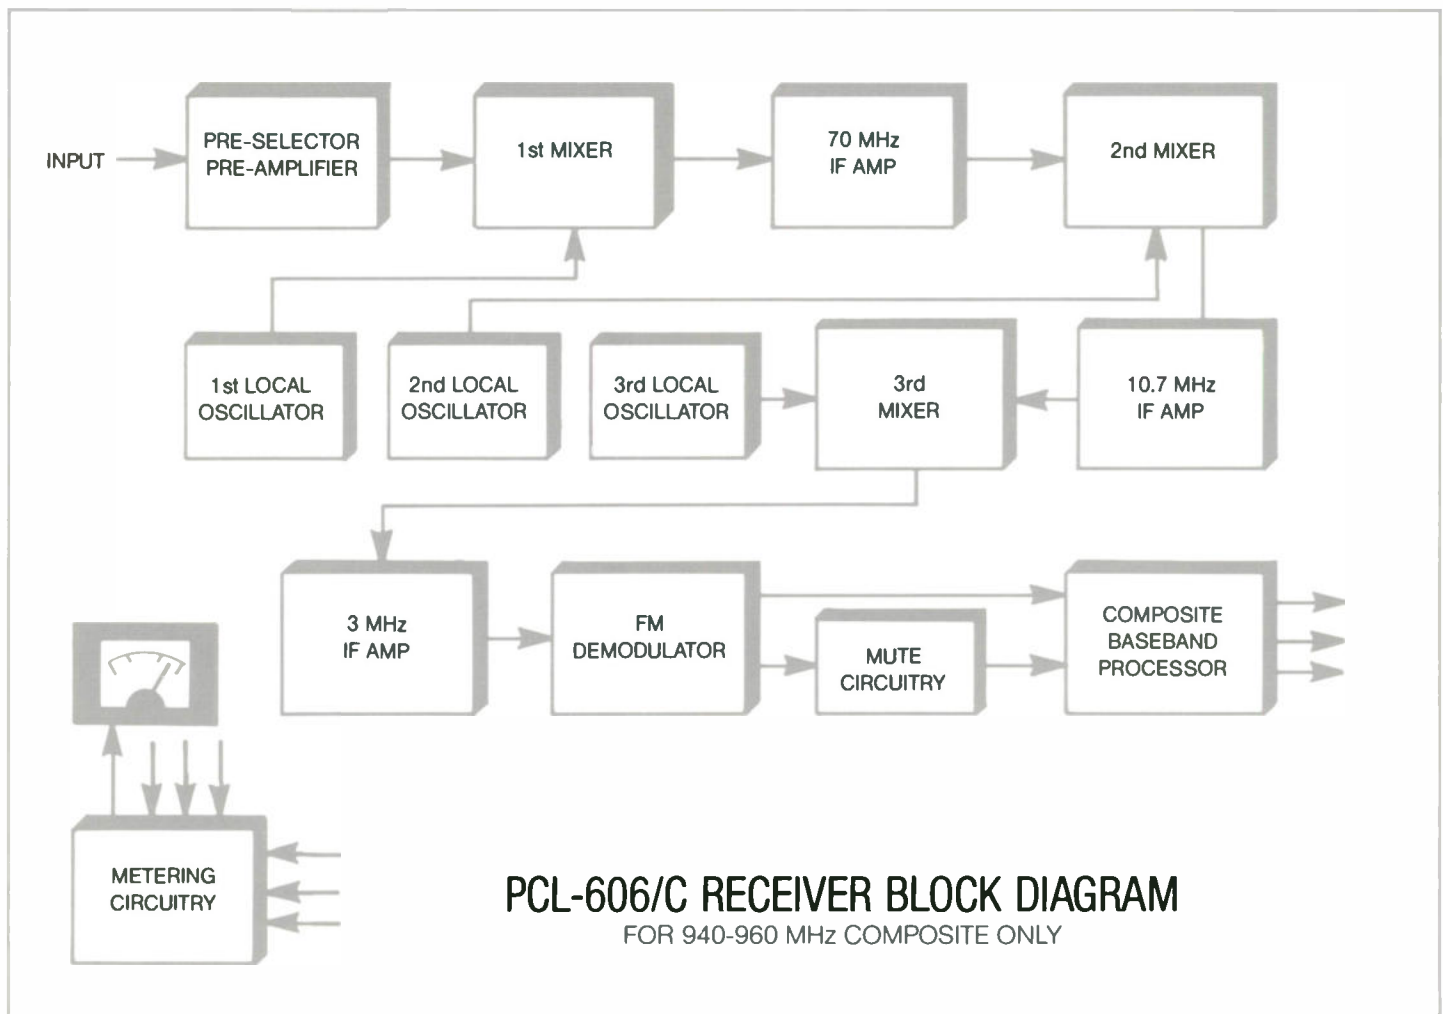 INPUT
PRE-SELECTOR
PRE-AMPLIFIER
1st MIXER
70 MHz
IF AMP
2nd MIXER
1st LOCAL
OSCILLATOR
2nd LOCAL
OSCILLATOR
3rd LOCAL
OSCILLATOR
3rd
MIXER
10.7 MHz
IF AMP
3 MHz
IF AMP
FM
DEMODULATOR
MUTE
CIRCUITRY
COMPOSITE
BASEBAND
PROCESSOR
METERING
CIRCUITRY
PCL-606/C RECEIVER BLOCK DIAGRAM
FOR 940-960 MHz COMPOSITE ONLY